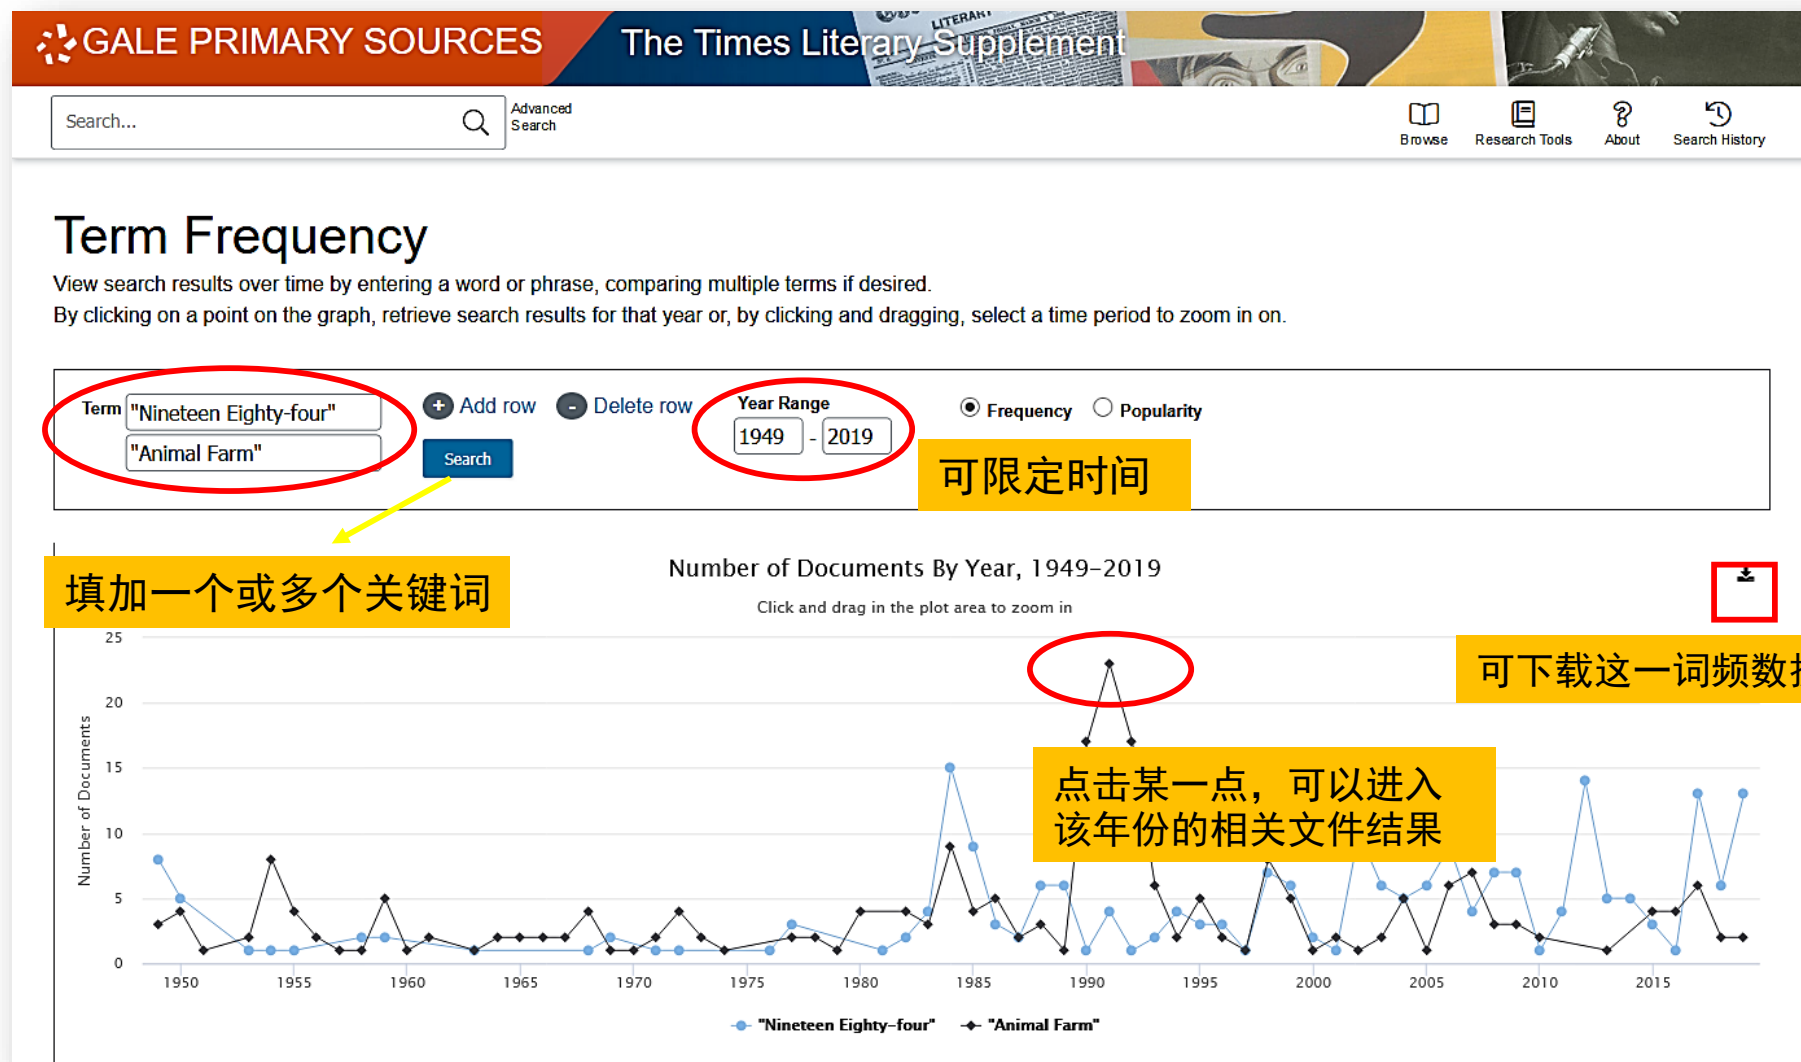 GALE PRIMARY SOURCES
The Times Literary Supplement
LITERARY
Search...
Advanced
Search
Browse
Research Tools
About
Search History
Term Frequency
View search results over time by entering a word or phrase, comparing multiple terms if desired.
By clicking on a point on the graph, retrieve search results for that year or, by clicking and dragging, select a time period to zoom in on.
Term
"Nineteen Eighty-four"
"Animal Farm"
+ Add row
- Delete row
Search
Year Range
1949 - 2019
Frequency
Popularity
可限定时间
填加一个或多个关键词
Number of Documents By Year, 1949-2019
Click and drag in the plot area to zoom in
可下载这一词频数
点击某一点，可以进入
该年份的相关文件结果
Number of Documents
25
20
15
10
5
0
1950 1955 1960 1965 1970 1975 1980 1985 1990 1995 2000 2005 2010 2015
"Nineteen Eighty-four" "Animal Farm"